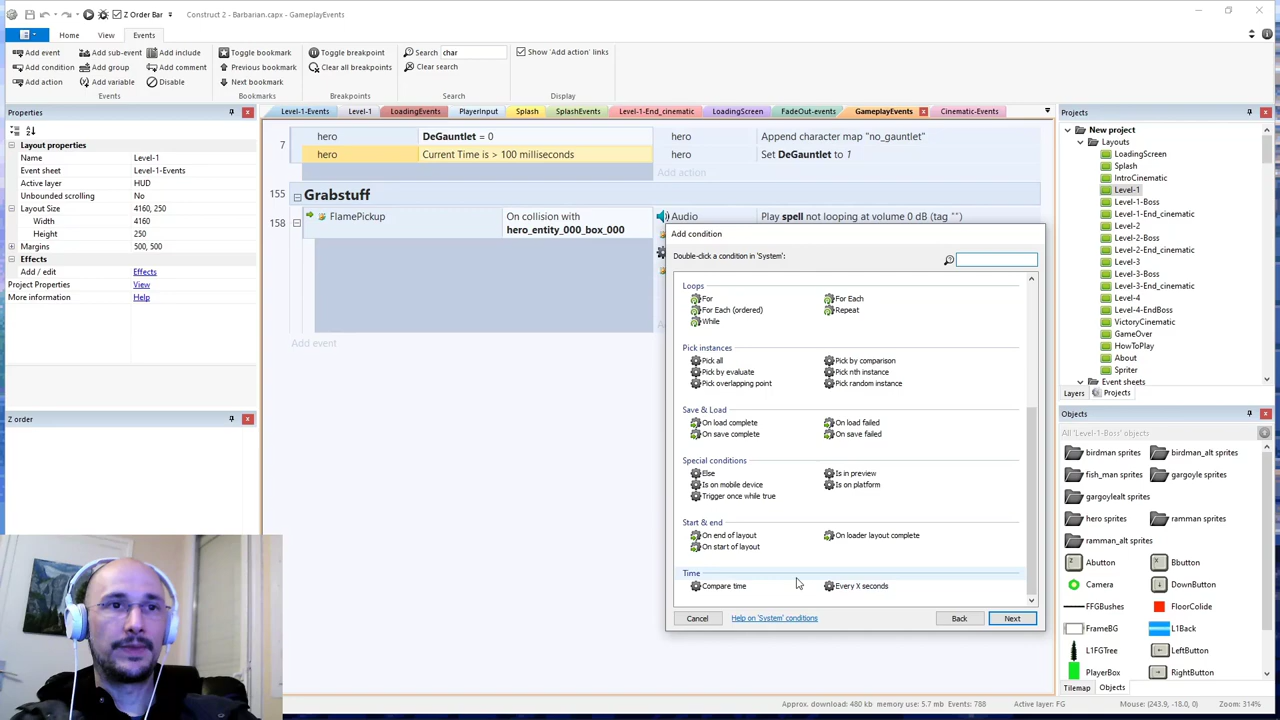 Z Order Bar
Construct 2 - Barbarian.capx - GameplayEvents
Home View Events
Add event Add sub-event Add include
Add condition Add group Add comment
Add action Add variable Disable
Events
Toggle bookmark
Previous bookmark
Next bookmark
Bookmarks
Toggle breakpoint
Clear all breakpoints
Breakpoints
Search char
Clear search
Search
Show 'Add action' links
Display
Properties
Layout properties
Name Level-1
Event sheet Level-1-Events
Active layer HUD
Unbounded scrolling No
Layout Size 4160, 250
Width 4160
Height 250
Margins 500, 500
Effects
Add / edit Effects
Project Properties View
More information Help
Z order
Level-1-Events Level-1 LoadingEvents PlayerInput Splash SplashEvents Level-1-End_cinematic LoadingScreen FadeOut-events GameplayEvents Cinematic-Events
7
hero DeGauntlet = 0
hero Current Time is > 100 milliseconds
hero Append character map "no_gauntlet"
hero Set DeGauntlet to 1
Add action
155 Grabstuff
158 FlamePickup On collision with
hero_entity_000_box_000
Audio Play spell not looping at volume 0 dB (tag "")
Add event
Add condition
Double-click a condition in 'System':
Loops
For For Each
For Each (ordered) Repeat
While
Pick instances
Pick all Pick by comparison
Pick by evaluate Pick nth instance
Pick overlapping point Pick random instance
Save & Load
On load complete On load failed
On save complete On save failed
Special conditions
Else Is in preview
Is on mobile device Is on platform
Trigger once while true
Start & end
On end of layout On loader layout complete
On start of layout
Time
Compare time Every X seconds
Cancel Help on 'System' conditions Back Next
Projects
New project
Layouts
LoadingScreen
Splash
IntroCinematic
Level-1
Level-1-Boss
Level-1-End_cinematic
Level-2
Level-2-Boss
Level-2-End_cinematic
Level-3
Level-3-Boss
Level-3-End_cinematic
Level-4
Level-4-EndBoss
VictoryCinematic
GameOver
HowToPlay
About
Spriter
Event sheets
Layers Projects
Objects
All 'Level-1-Boss' objects
birdman sprites birdman_alt sprites
fish_man sprites gargoyle sprites
gargoylealt sprites
hero sprites ramman sprites
ramman_alt sprites
Abutton Bbutton
Camera DownButton
FFGBushes FloorColide
FrameBG L1Back
L1FGTree LeftButton
PlayerBox RightButton
Tilemap Objects
Approx. download: 480 kb memory use: 5.7 mb Events: 788 Active layer: FG Mouse: (243.9, -18.0, 0) Zoom: 314%